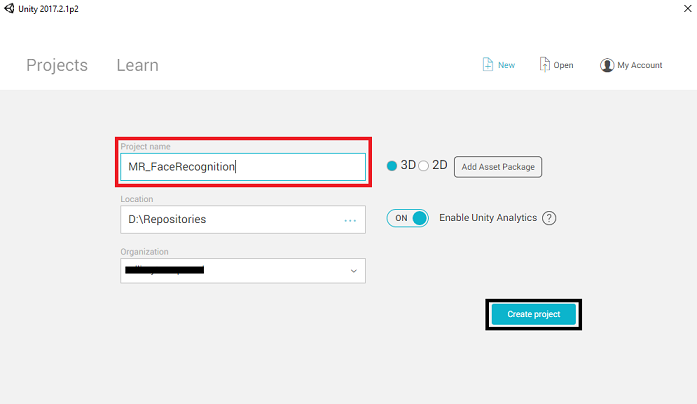 Unity 2017.2.1p2
Projects
Learn
New
Open
My Account
Project name
MR_FaceRecognition
3D
2D
Add Asset Package
Location
D:\Repositories
ON
Enable Unity Analytics
?
Organization
Create project